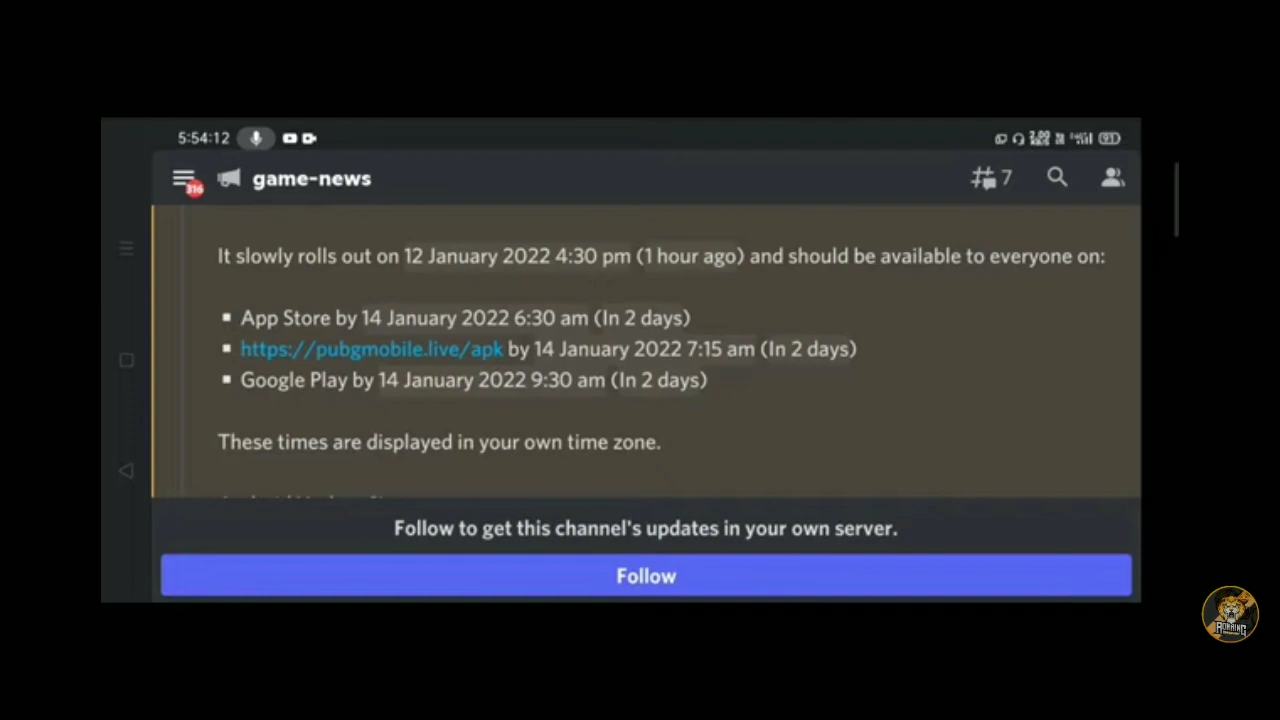 5:54:12
91
316
game-news
7
It slowly rolls out on 12 January 2022 4:30 pm (1 hour ago) and should be available to everyone on:
▪ App Store by 14 January 2022 6:30 am (In 2 days)
▪ https://pubgmobile.live/apk by 14 January 2022 7:15 am (In 2 days)
▪ Google Play by 14 January 2022 9:30 am (In 2 days)
These times are displayed in your own time zone.
Follow to get this channel's updates in your own server.
Follow
ROARING